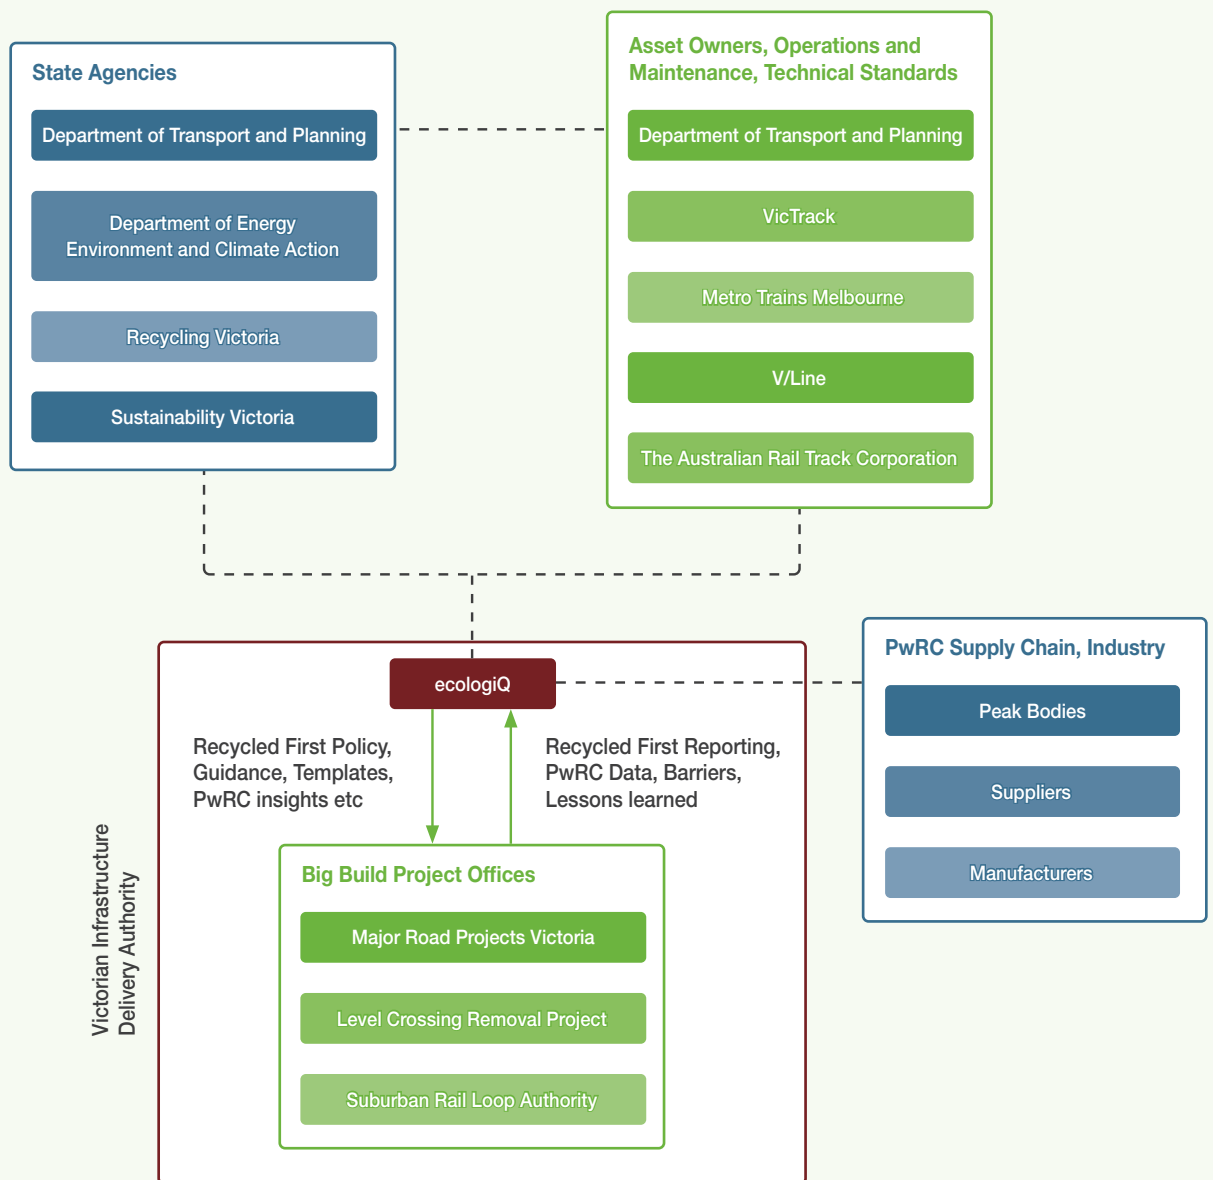 State Agencies
Department of Transport and Planning
Department of Energy
Environment and Climate Action
Recycling Victoria
Sustainability Victoria
Asset Owners, Operations and
Maintenance, Technical Standards
Department of Transport and Planning
VicTrack
Metro Trains Melbourne
V/Line
The Australian Rail Track Corporation
ecologiQ
Recycled First Policy,
Guidance, Templates,
PwRC insights etc
Recycled First Reporting,
PwRC Data, Barriers,
Lessons learned
Victorian Infrastructure
Delivery Authority
Big Build Project Offices
Major Road Projects Victoria
Level Crossing Removal Project
Suburban Rail Loop Authority
PwRC Supply Chain, Industry
Peak Bodies
Suppliers
Manufacturers